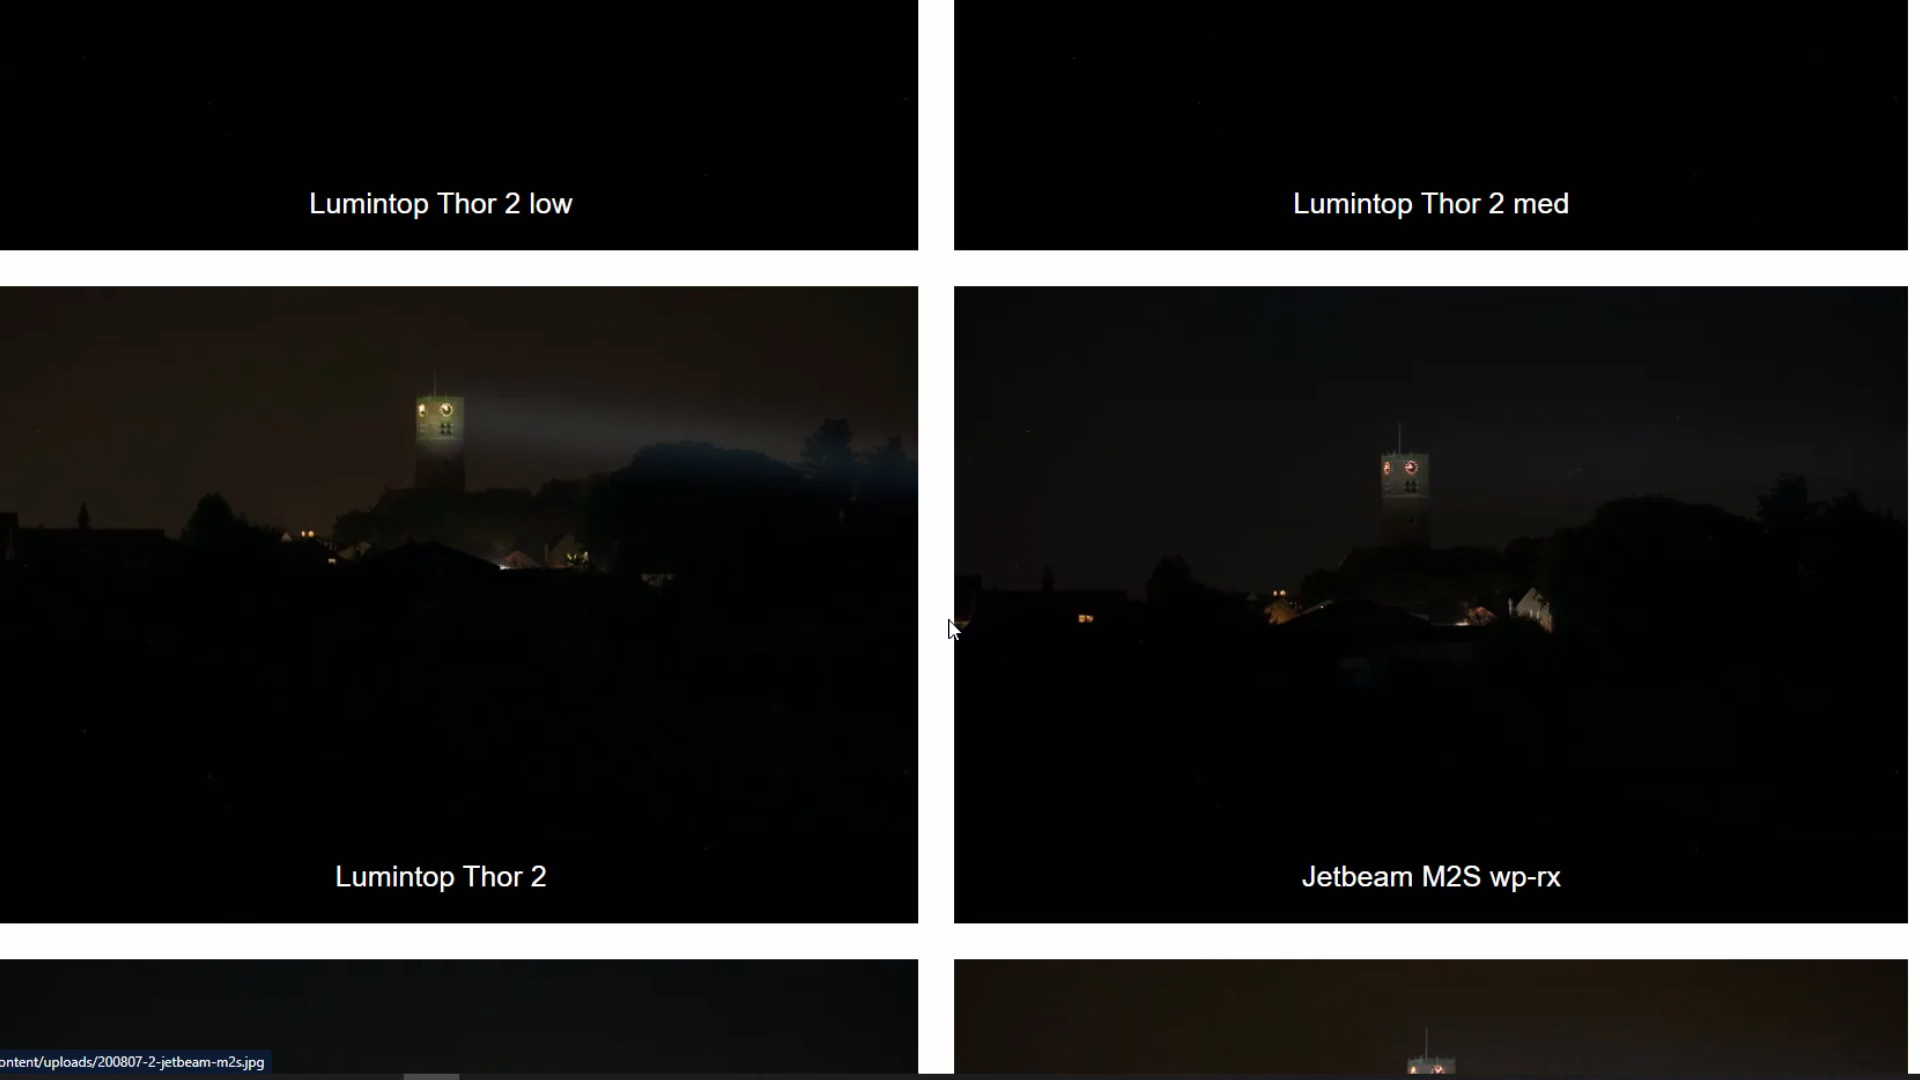 Lumintop Thor 2 low
Lumintop Thor 2 med
Lumintop Thor 2
Jetbeam M2S wp-rx
ontent/uploads/200807-2-jetbeam-m2s.jpg